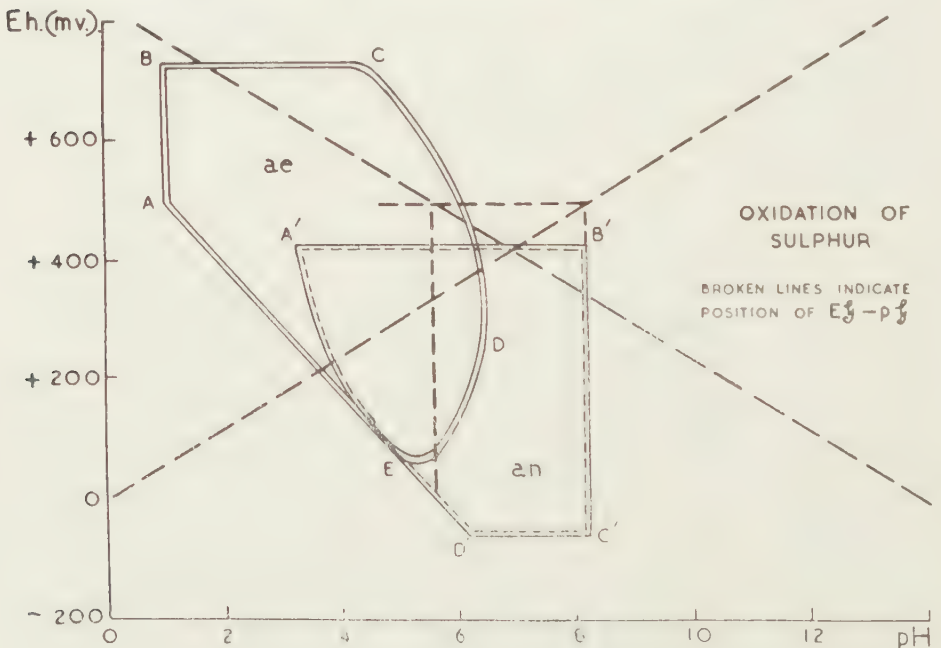 Eh.(mv.)
B
C
+ 600
ae
A
A′
B′
OXIDATION OF
SULPHUR
BROKEN LINES INDICATE
POSITION OF
+ 400
D
+ 200
E
an
0
D
C′
- 200
0
2
4
6
8
10
12
pH